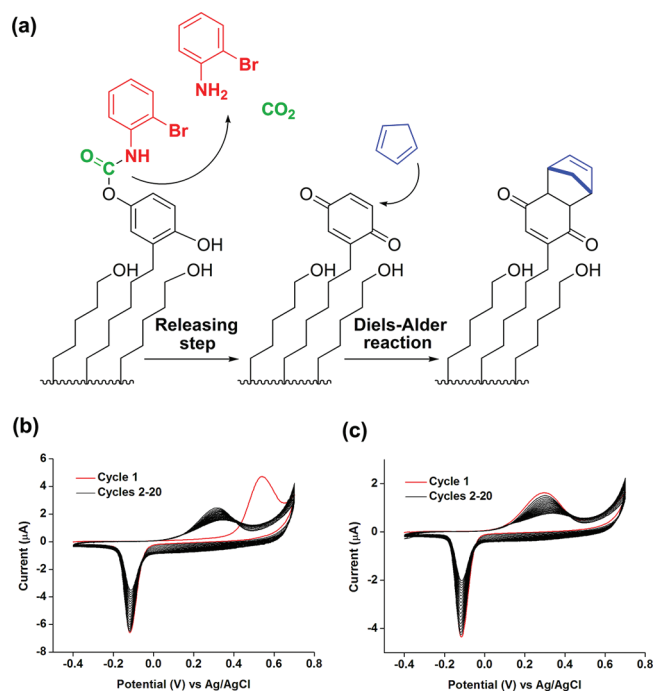 (a)
Br
NH2
CO2
Br
O
C
NH
O
O
O
OH
O
O
OH
OH
OH
OH
OH
OH
Releasing
step
Diels-Alder
reaction
(b)
(c)
Cycle 1
Cycles 2-20
Cycle 1
Cycles 2-20
6
4
2
0
-2
-4
-6
-8
Current (μA)
-0.4 -0.2 0.0 0.2 0.4 0.6 0.8
Potential (V) vs Ag/AgCl
2
0
-2
-4
Current (μA)
-0.4 -0.2 0.0 0.2 0.4 0.6 0.8
Potential (V) vs Ag/AgCl